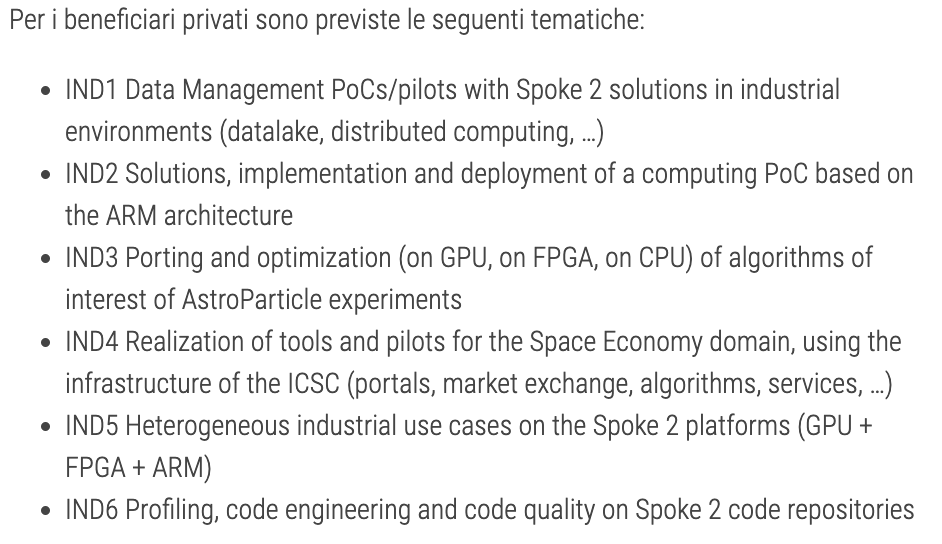 Per i beneficiari privati sono previste le seguenti tematiche:
• IND1 Data Management PoCs/pilots with Spoke 2 solutions in industrial
environments (datalake, distributed computing, …)
• IND2 Solutions, implementation and deployment of a computing PoC based on
the ARM architecture
• IND3 Porting and optimization (on GPU, on FPGA, on CPU) of algorithms of
interest of AstroParticle experiments
• IND4 Realization of tools and pilots for the Space Economy domain, using the
infrastructure of the ICSC (portals, market exchange, algorithms, services, …)
• IND5 Heterogeneous industrial use cases on the Spoke 2 platforms (GPU +
FPGA + ARM)
• IND6 Profiling, code engineering and code quality on Spoke 2 code repositories